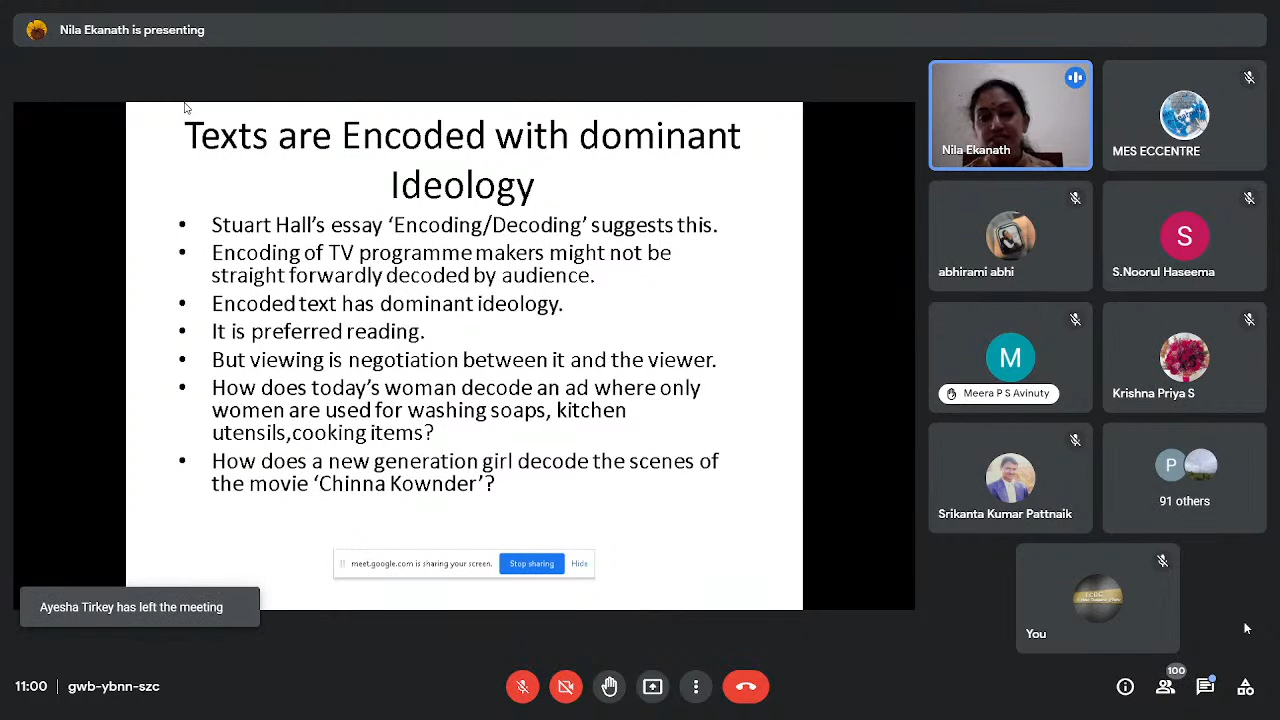 Nila Ekanath is presenting
Texts are Encoded with dominant
Ideology
• Stuart Hall's essay ‘Encoding/Decoding’ suggests this.
• Encoding of TV programme makers might not be
straight forwardly decoded by audience.
• Encoded text has dominant ideology.
• It is preferred reading.
• But viewing is negotiation between it and the viewer.
• How does today's woman decode an ad where only
women are used for washing soaps, kitchen
utensils,cooking items?
• How does a new generation girl decode the scenes of
the movie ‘Chinna Kownder’?
meet.google.com is sharing your screen.
Stop sharing
Hide
Ayesha Tirkey has left the meeting
Nila Ekanath
MES ECCENTRE
abhirami abhi
S
S.Noorul Haseema
M
Meera P S Avinuty
Krishna Priya S
Srikanta Kumar Pattnaik
P
91 others
You
11:00 | gwb-ybnn-szc
100